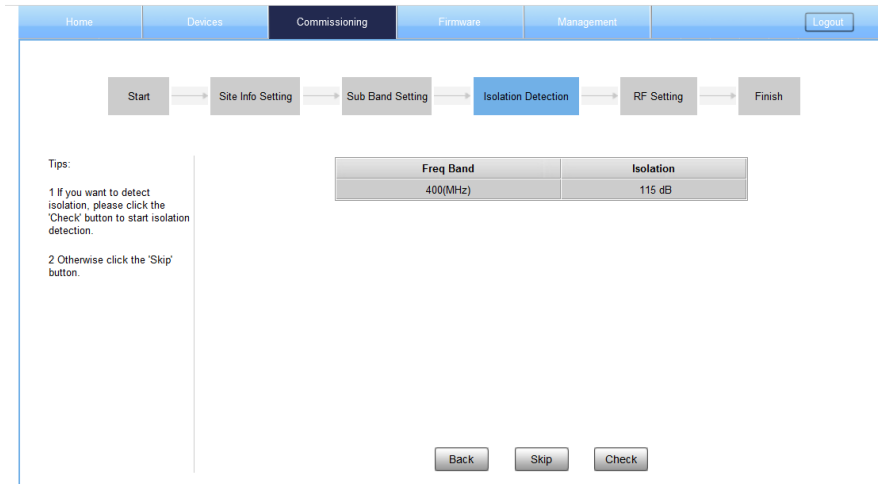 Home Devices Commissioning Firmware Management Logout
Start Site Info Setting Sub Band Setting Isolation Detection RF Setting Finish
Tips:
1 If you want to detect
isolation, please click the
'Check' button to start isolation
detection.
2 Otherwise click the 'Skip'
button.
Freq Band Isolation
400(MHz) 115 dB
Back Skip Check